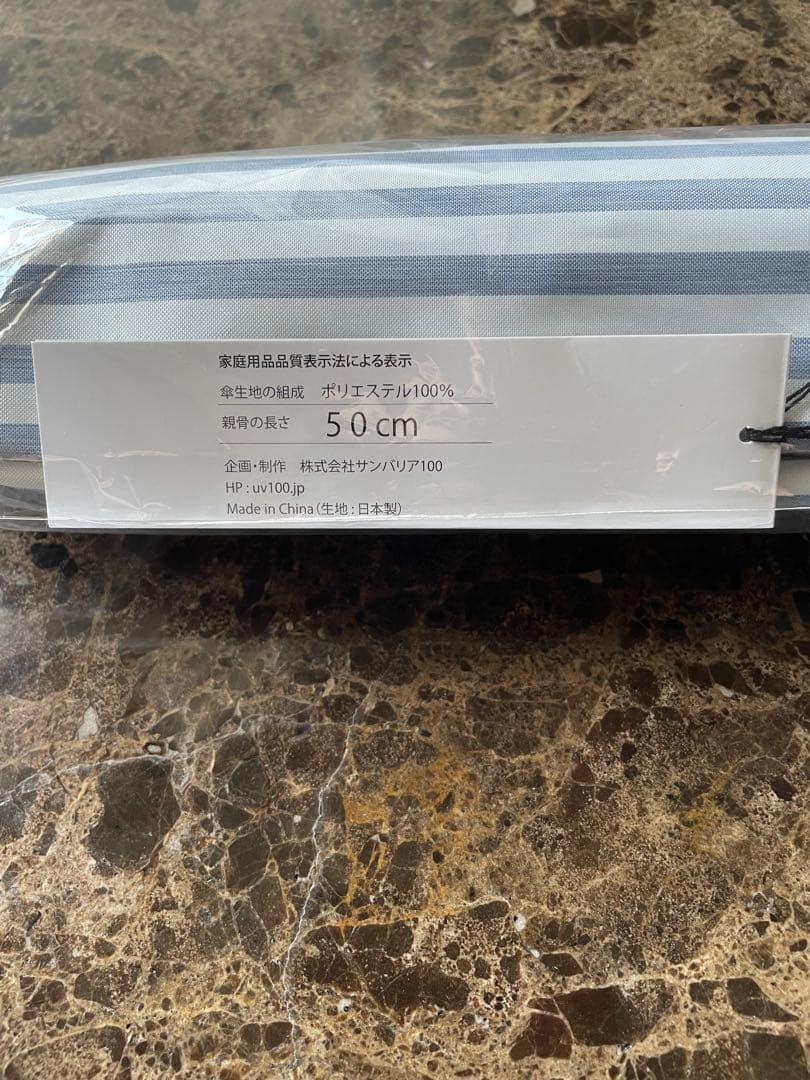 家庭用品品質表示法による表示
傘生地の組成 ポリエステル100%
親骨の長さ 50cm
企画・制作 株式会社サンバリア100
HP : uv100.jp
Made in China（生地 : 日本製）